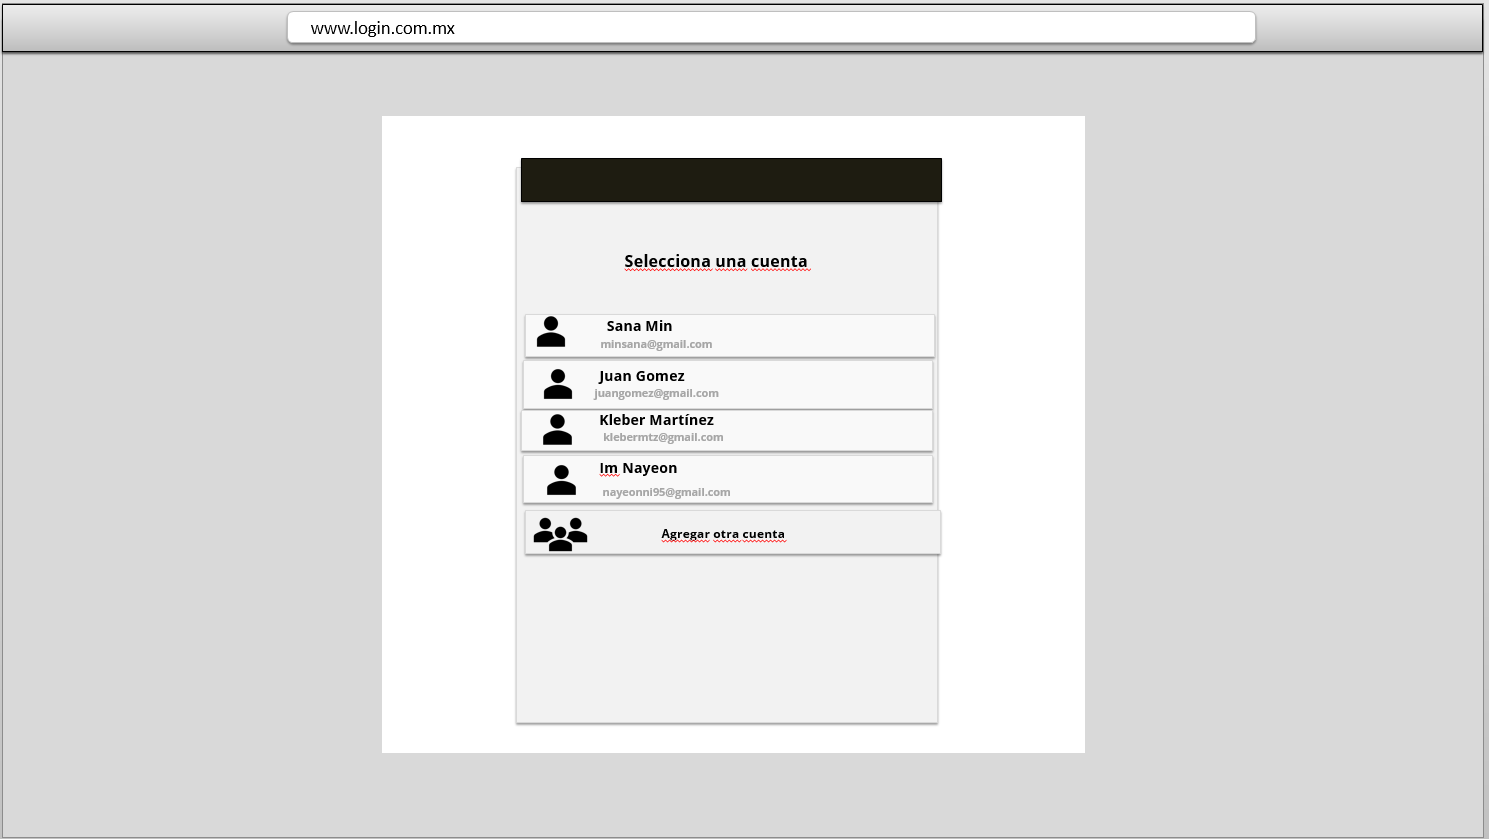 www.login.com.mx
Selecciona una cuenta
Sana Min
minsana@gmail.com
Juan Gomez
juangomez@gmail.com
Kleber Martínez
klebermtz@gmail.com
Im Nayeon
nayeonni95@gmail.com
Agregar otra cuenta